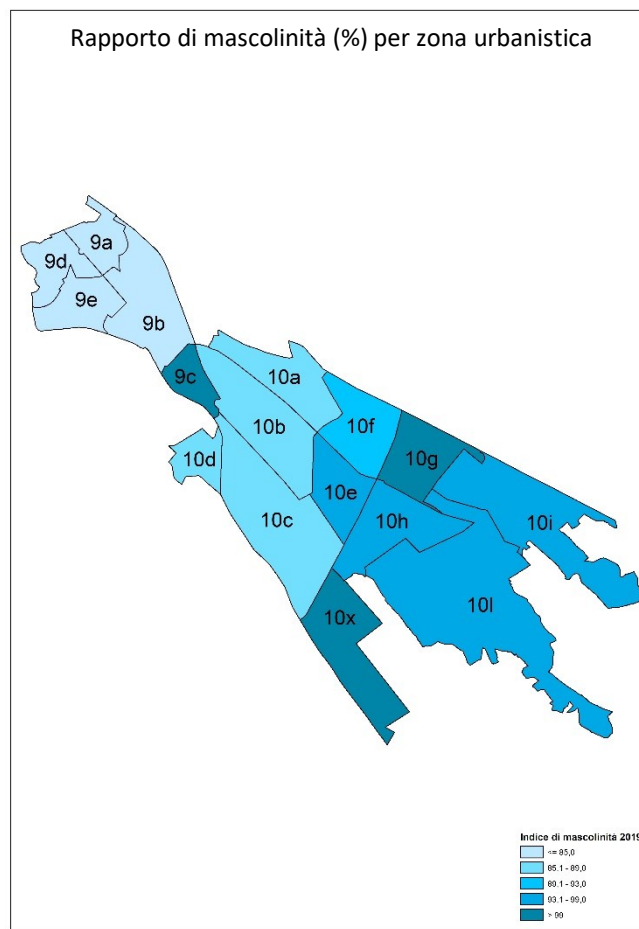 Rapporto di mascolinità (%) per zona urbanistica
9a
9d
9e
9b
9c
10a
10b
10f
10d
10g
10e
10c
10h
10i
10l
10x
Indice di mascolinità 2019
<= 85,0
85,1 - 89,0
89,1 - 93,0
93,1 - 99,0
> 99